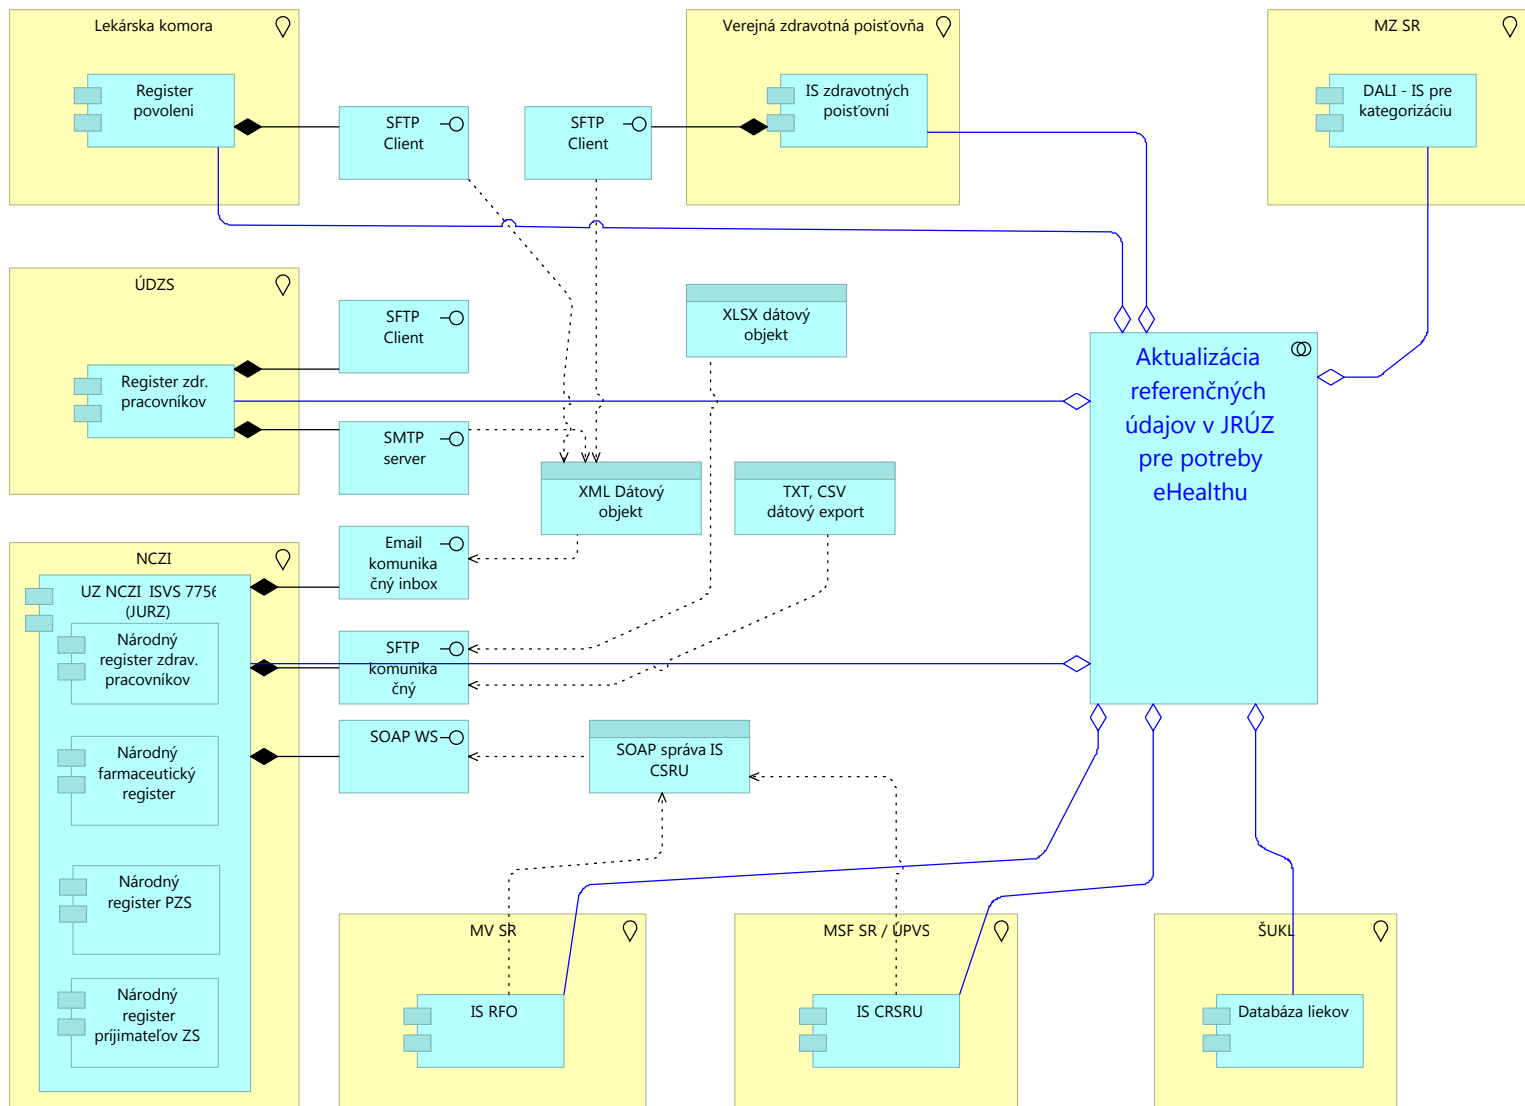 Lekárska komora
Register
povoleni
SFTP
Client
SFTP
Client
Verejná zdravotná poisťovňa
IS zdravotných
poisťovní
MZ SR
DALI - IS pre
kategorizáciu
ÚDZS
Register zdr.
pracovníkov
SFTP
Client
SMTP
server
XLSX dátový
objekt
XML Dátový
objekt
TXT, CSV
dátový export
Aktualizácia
referenčných
údajov v JRÚZ
pre potreby
eHealthu
NCZI
UZ NCZI ISVS 7756
(JURZ)
Národný
register zdrav.
pracovníkov
Národný
farmaceutický
register
Národný
register PZS
Národný
register
príjimateľov ZS
Email
komunika
čný inbox
SFTP
komunika
čný
SOAP WS
SOAP správa IS
CSRU
MV SR
IS RFO
MSF SR / ÚPVS
IS CRSRU
ŠUKL
Databáza liekov